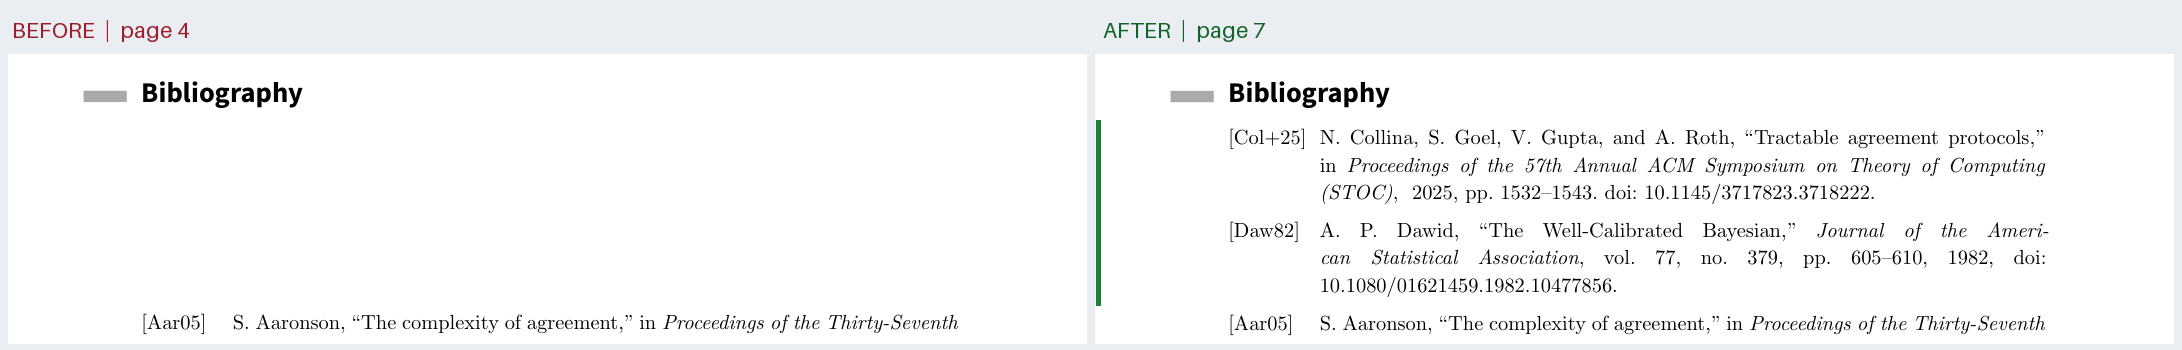 BEFORE | page 4
Bibliography
[Aar05] S. Aaronson, “The complexity of agreement,” in Proceedings of the Thirty-Seventh
AFTER | page 7
Bibliography
[Col+25] N. Collina, S. Goel, V. Gupta, and A. Roth, “Tractable agreement protocols,”
in Proceedings of the 57th Annual ACM Symposium on Theory of Computing
(STOC), 2025, pp. 1532–1543. doi: 10.1145/3717823.3718222.
[Daw82] A. P. Dawid, “The Well-Calibrated Bayesian,” Journal of the Ameri-
can Statistical Association, vol. 77, no. 379, pp. 605–610, 1982, doi:
10.1080/01621459.1982.10477856.
[Aar05] S. Aaronson, “The complexity of agreement,” in Proceedings of the Thirty-Seventh